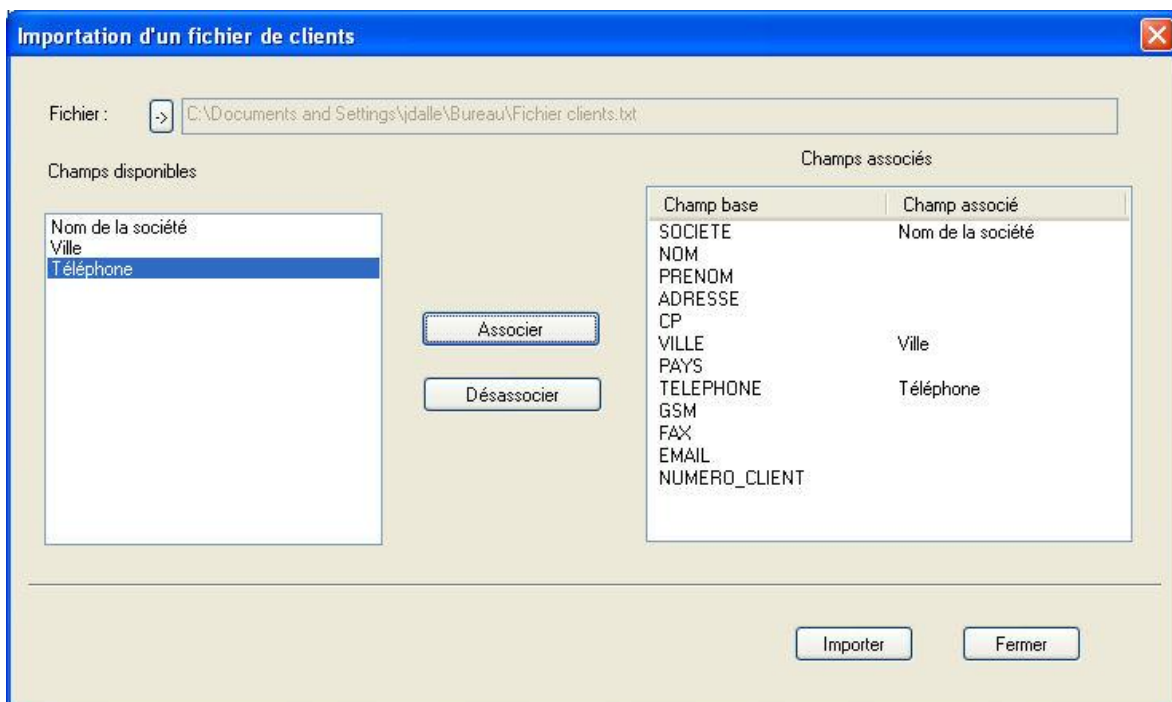 Importation d'un fichier de clients
Fichier : -> C:\Documents and Settings\jdalle\Bureau\Fichier clients.txt
Champs disponibles
Nom de la société
Ville
Téléphone
Associer
Désassocier
Champs associés
Champ base Champ associé
SOCIETE Nom de la société
NOM
PRENOM
ADRESSE
CP
VILLE Ville
PAYS
TELEPHONE Téléphone
GSM
FAX
EMAIL
NUMERO_CLIENT
Importer Fermer